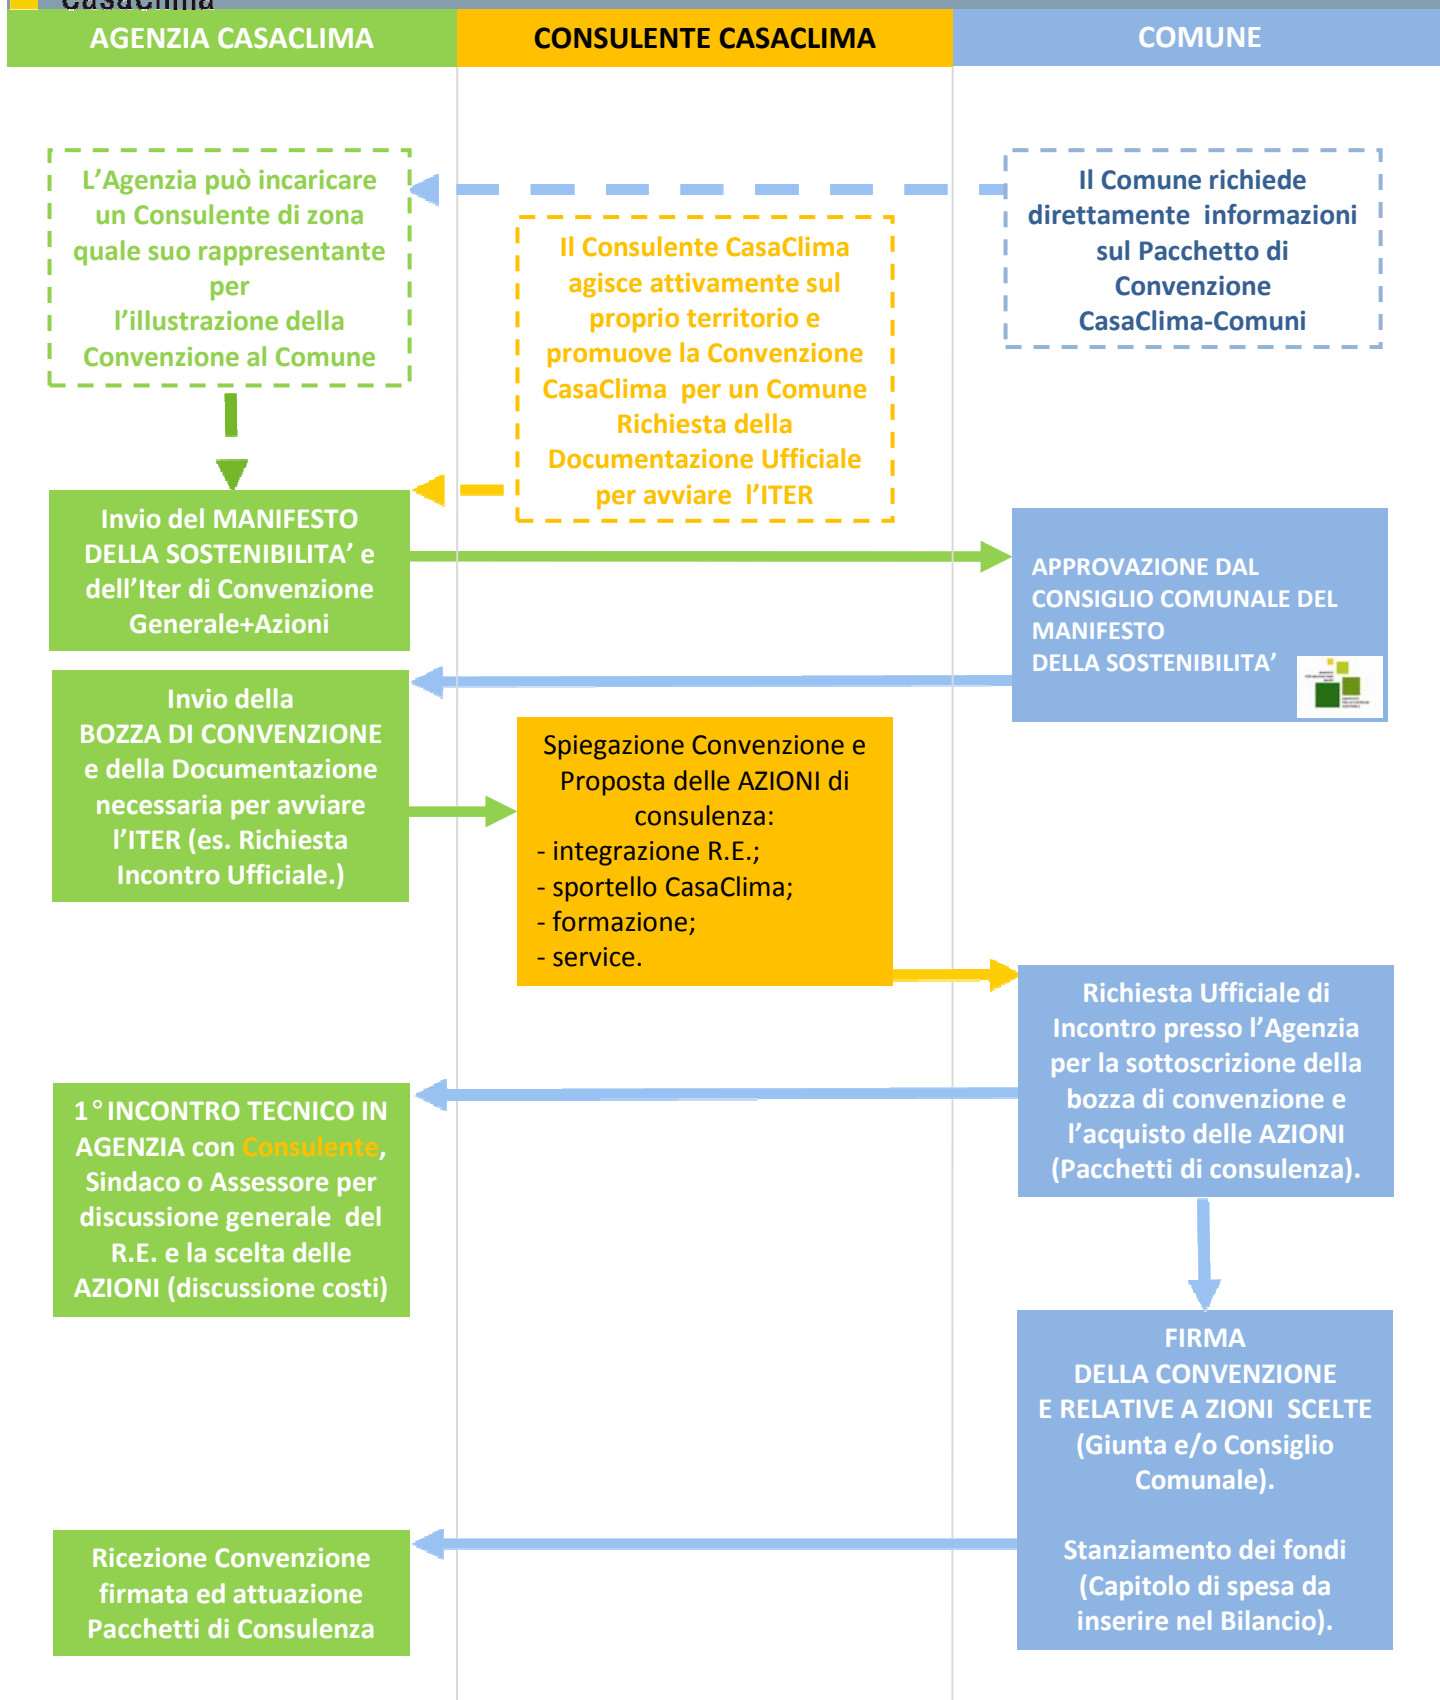 CasaClima
AGENZIA CASACLIMA
CONSULENTE CASACLIMA
COMUNE
L’Agenzia può incaricare
un Consulente di zona
quale suo rappresentante
per
l’illustrazione della
Convenzione al Comune
Il Consulente CasaClima
agisce attivamente sul
proprio territorio e
promuove la Convenzione
CasaClima per un Comune
Richiesta della
Documentazione Ufficiale
per avviare l’ITER
Il Comune richiede
direttamente informazioni
sul Pacchetto di
Convenzione
CasaClima-Comuni
Invio del MANIFESTO
DELLA SOSTENIBILITA’ e
dell’Iter di Convenzione
Generale+Azioni
APPROVAZIONE DAL
CONSIGLIO COMUNALE DEL
MANIFESTO
DELLA SOSTENIBILITA’
Invio della
BOZZA DI CONVENZIONE
e della Documentazione
necessaria per avviare
l’ITER (es. Richiesta
Incontro Ufficiale.)
Spiegazione Convenzione e
Proposta delle AZIONI di
consulenza:
- integrazione R.E.;
- sportello CasaClima;
- formazione;
- service.
Richiesta Ufficiale di
Incontro presso l’Agenzia
per la sottoscrizione della
bozza di convenzione e
l’acquisto delle AZIONI
(Pacchetti di consulenza).
1° INCONTRO TECNICO IN
AGENZIA con Consulente,
Sindaco o Assessore per
discussione generale del
R.E. e la scelta delle
AZIONI (discussione costi)
FIRMA
DELLA CONVENZIONE
E RELATIVE A ZIONI SCELTE
(Giunta e/o Consiglio
Comunale).
Stanziamento dei fondi
(Capitolo di spesa da
inserire nel Bilancio).
Ricezione Convenzione
firmata ed attuazione
Pacchetti di Consulenza